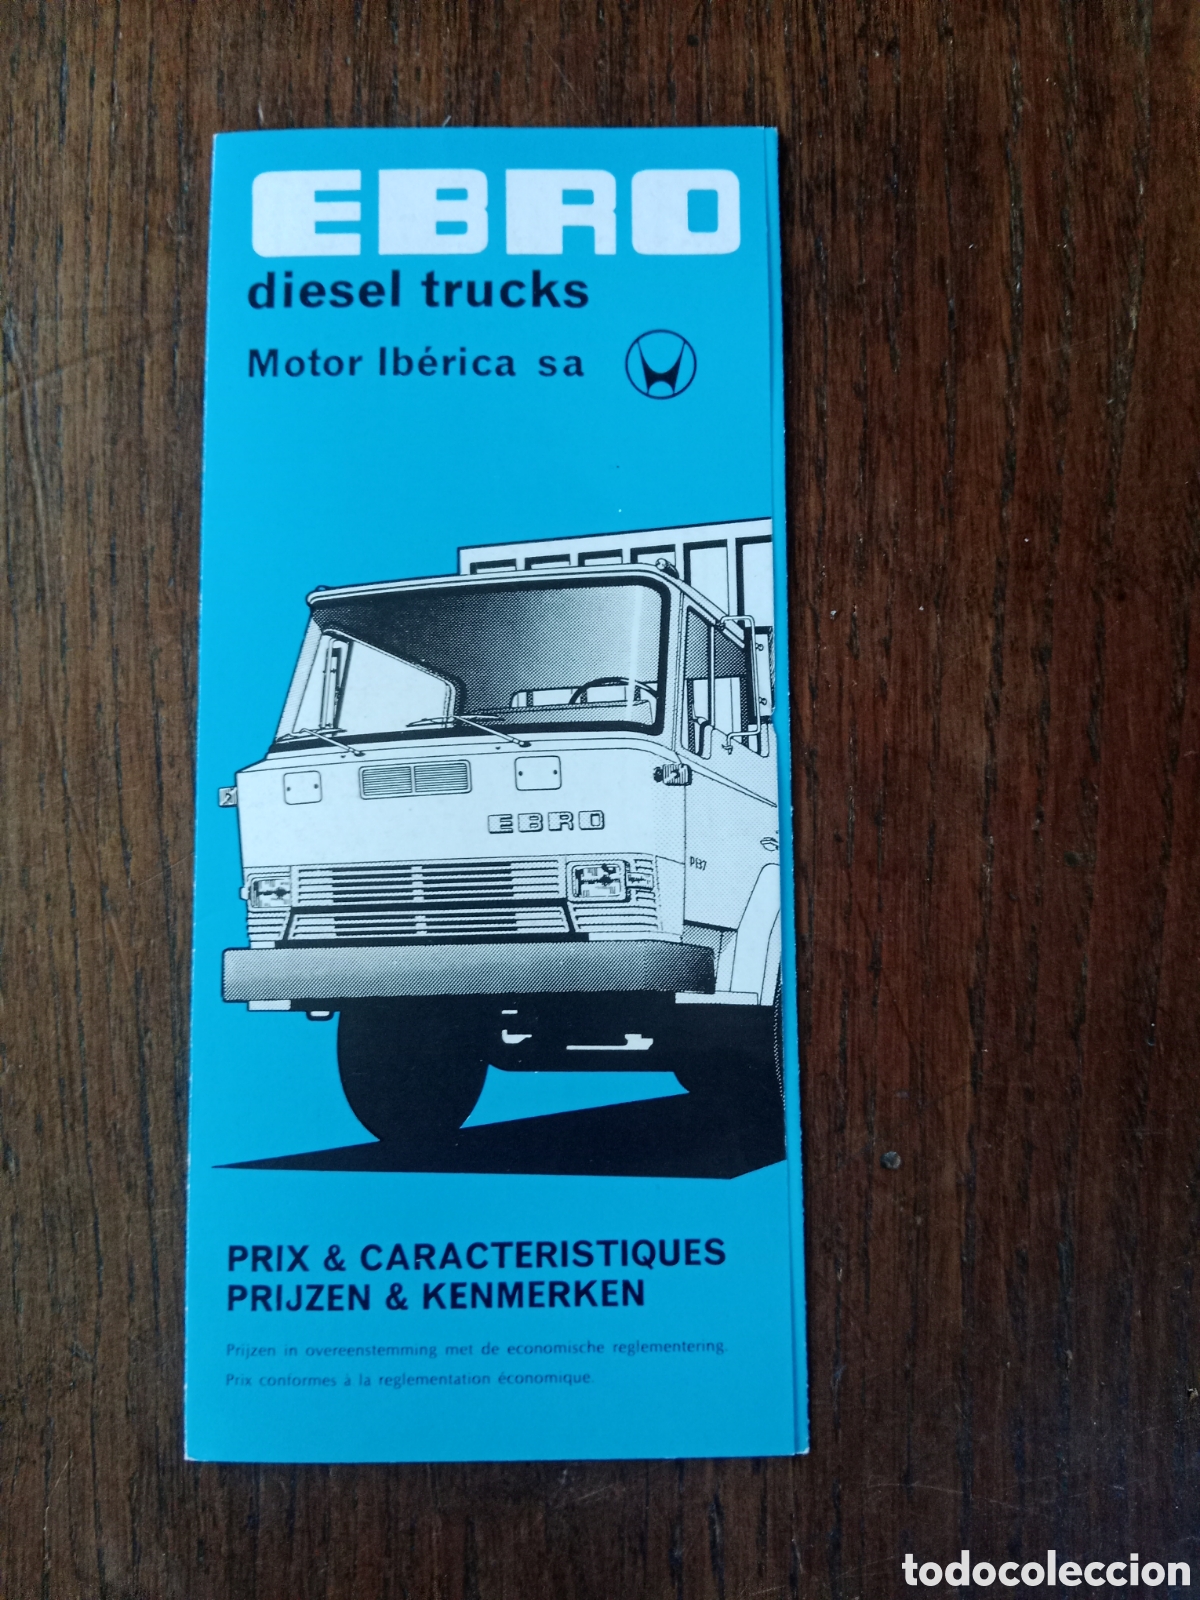 EBRO
diesel trucks
Motor Ibérica sa
EBRO
P137
PRIX & CARACTERISTIQUES
PRIJZEN & KENMERKEN
Prijzen in overeenstemming met de economische reglementering.
Prix conformes à la reglementation économique.
todocoleccion